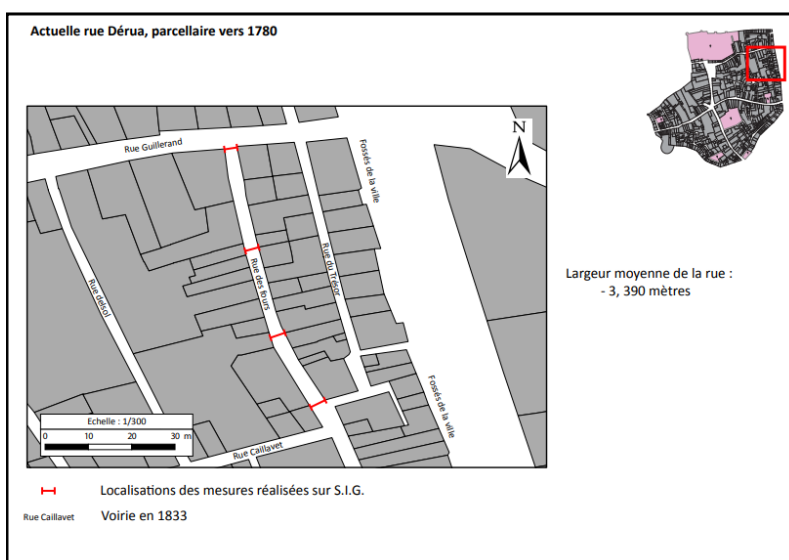 Actuelle rue Dérua, parcellaire vers 1780
Rue Guillerand
Fossés de la ville
N
Rue des fours
Rue du Trésor
Rue delsol
Largeur moyenne de la rue :
- 3, 390 mètres
Fossés de la ville
Echelle : 1/300
0 10 20 30 m
Rue Caillavet
Localisations des mesures réalisées sur S.I.G.
Rue Caillavet Voirie en 1833